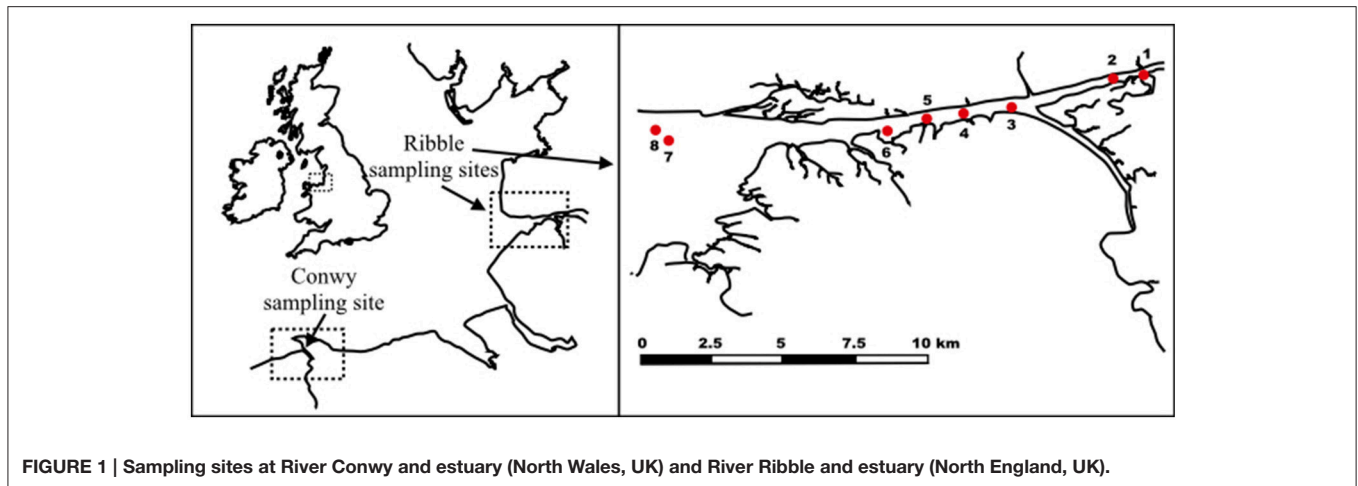 Ribble
sampling sites
Conwy
sampling site
1
2
3
4
5
6
7
8
0 2.5 5 7.5 10 km
FIGURE 1 | Sampling sites at River Conwy and estuary (North Wales, UK) and River Ribble and estuary (North England, UK).